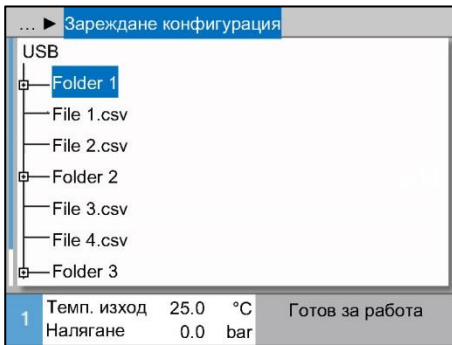 ... ► Зареждане конфигурация
USB
Folder 1
File 1.csv
File 2.csv
Folder 2
File 3.csv
File 4.csv
Folder 3
1 Темп. изход 25.0 °C Готов за работа
Налягане 0.0 bar